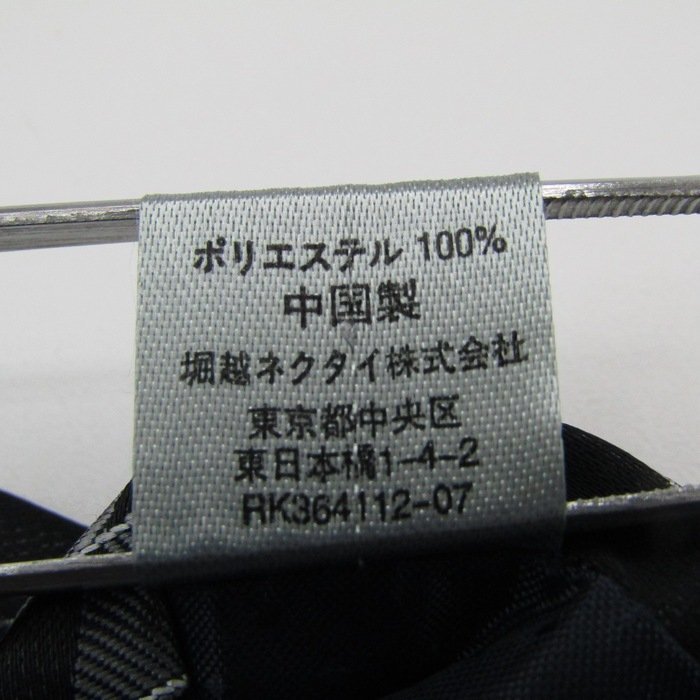 ポリエステル 100%
中国製
堀越ネクタイ株式会社
東京都中央区
東日本橋1-4-2
RK364112-07